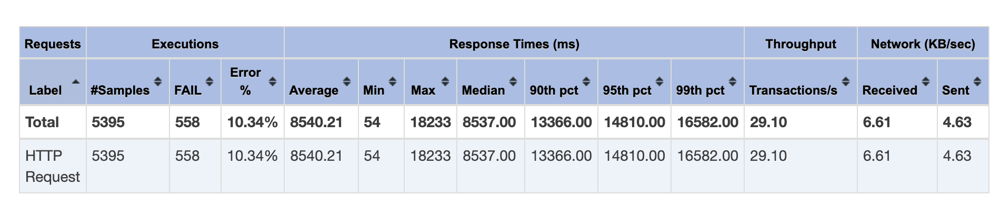 Requests Executions Response Times (ms) Throughput Network (KB/sec)
Label #Samples FAIL Error % Average Min Max Median 90th pct 95th pct 99th pct Transactions/s Received Sent
Total 5395 558 10.34% 8540.21 54 18233 8537.00 13366.00 14810.00 16582.00 29.10 6.61 4.63
HTTP Request 5395 558 10.34% 8540.21 54 18233 8537.00 13366.00 14810.00 16582.00 29.10 6.61 4.63